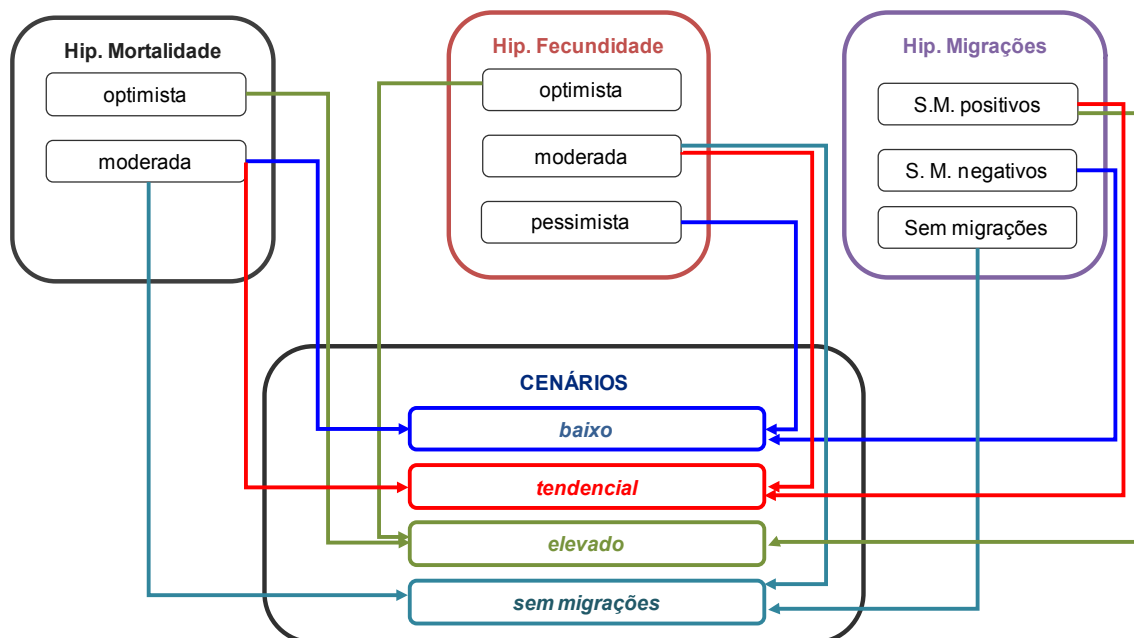 Hip. Mortalidade
optimista
moderada
Hip. Fecundidade
optimista
moderada
pessimista
Hip. Migrações
S.M. positivos
S. M. negativos
Sem migrações
CENÁRIOS
baixo
tendencial
elevado
sem migrações